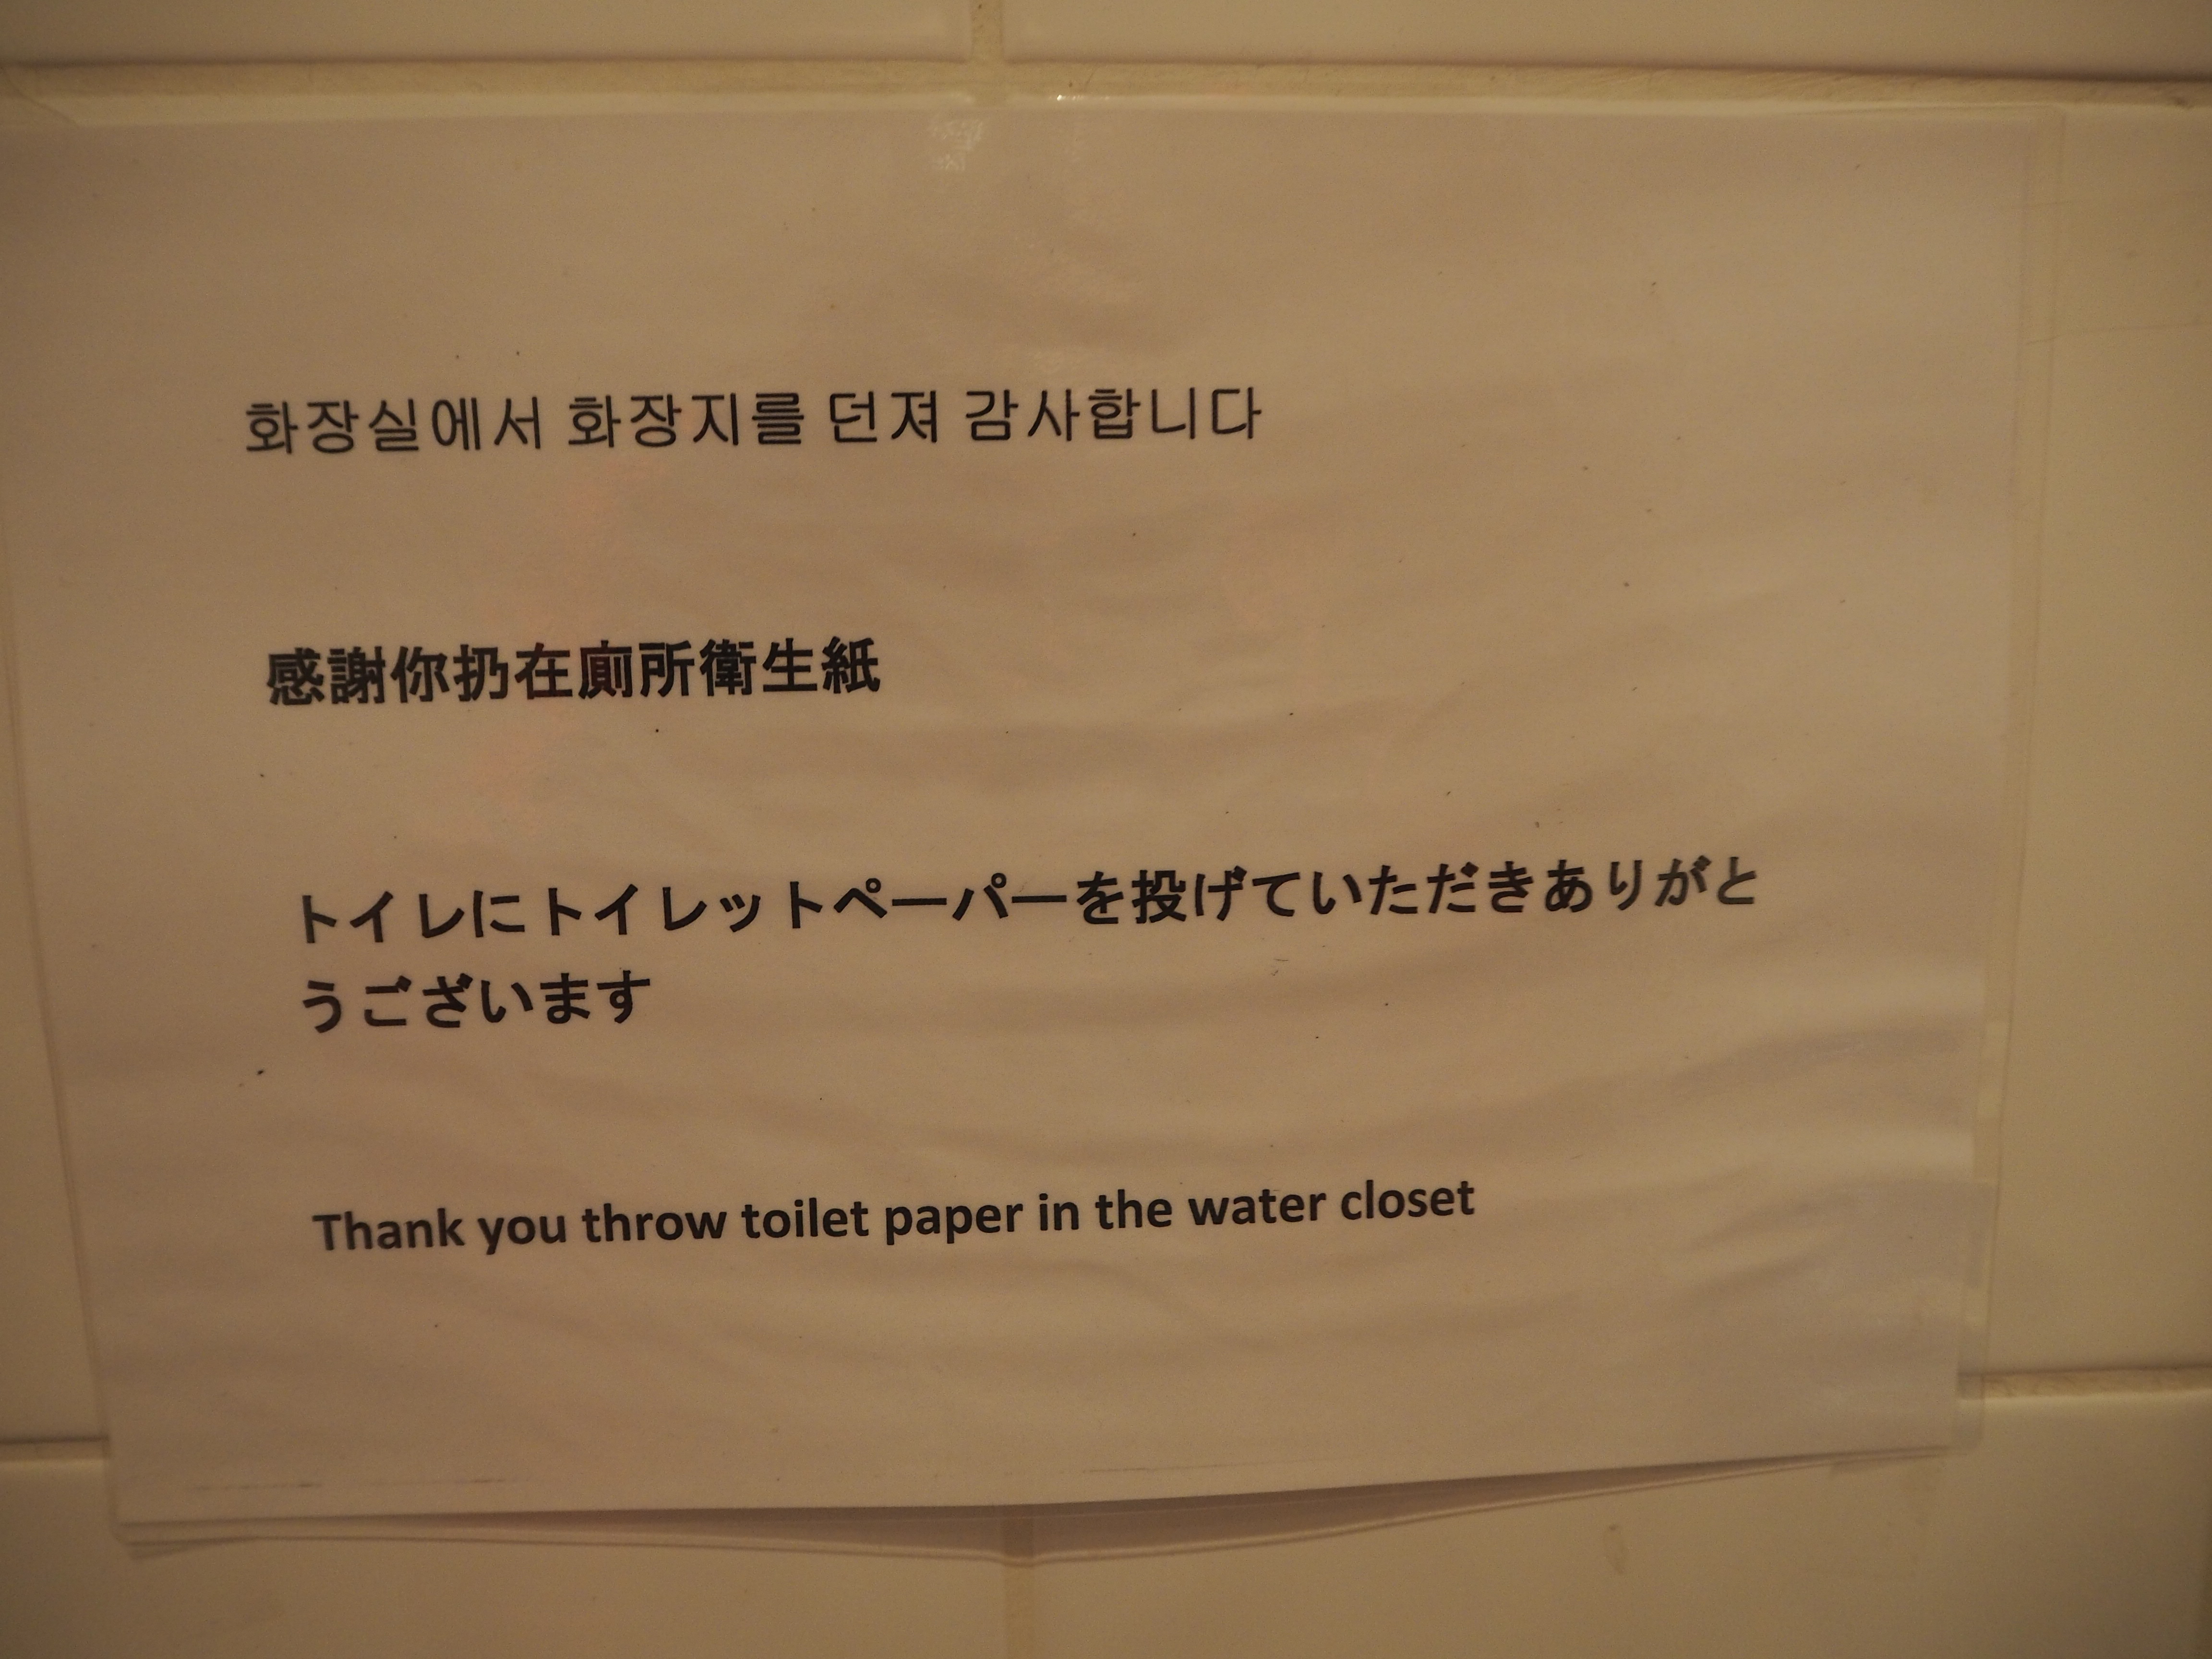 화장실에서 화장지를 던져 감사합니다
感謝你扔在廁所衛生紙
トイレにトイレットペーパーを投げていただきありがと
うございます
Thank you throw toilet paper in the water closet